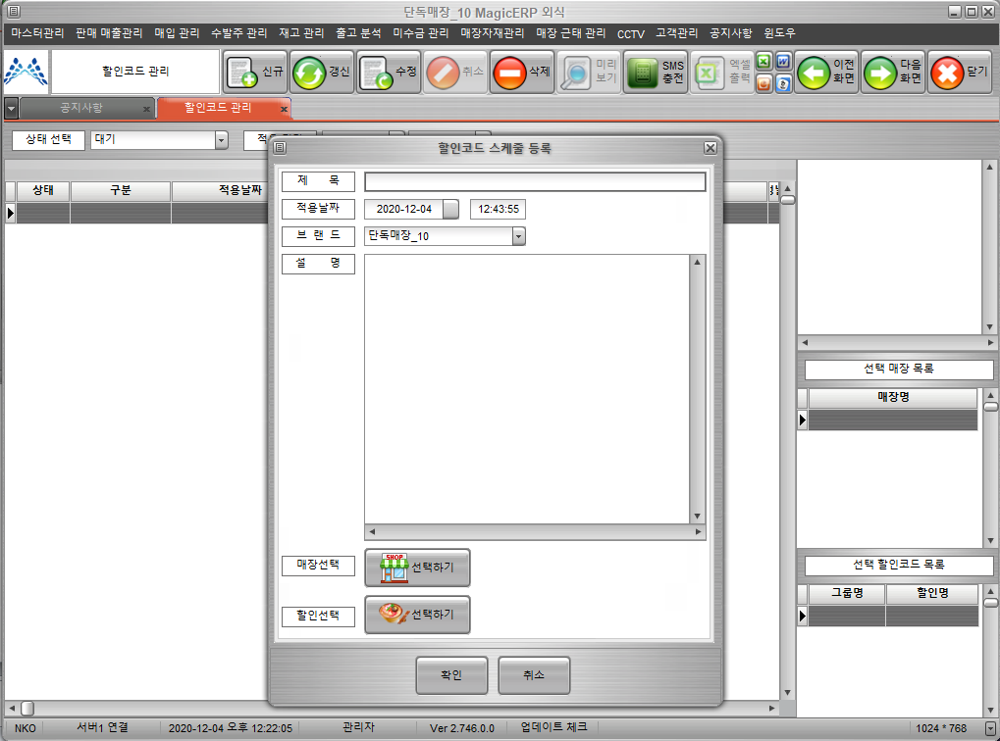 단독매장_10 MagicERP 외식
마스터관리 판매 매출관리 매입 관리 수발주 관리 재고 관리 출고 분석 미수금 관리 매장자재관리 매장 근태 관리 CCTV 고객관리 공지사항 윈도우
할인코드 관리 신규 갱신 수정 취소 삭제 미리 보기 SMS 충전 엑셀 출력 이전 화면 다음 화면 닫기
공지사항 할인코드 관리
상태 선택 대기
할인코드 스케줄 등록
상태 구분 적용날짜
제 목
적용날짜 2020-12-04 12:43:55
브 랜 드 단독매장_10
설 명
매장선택 SHOP 선택하기
할인선택 선택하기
확인 취소
선택 매장 목록
매장명
선택 할인코드 목록
그룹명 할인명
NKO 서버1 연결 2020-12-04 오후 12:22:05 관리자 Ver 2.746.0.0 업데이트 체크 1024 * 768